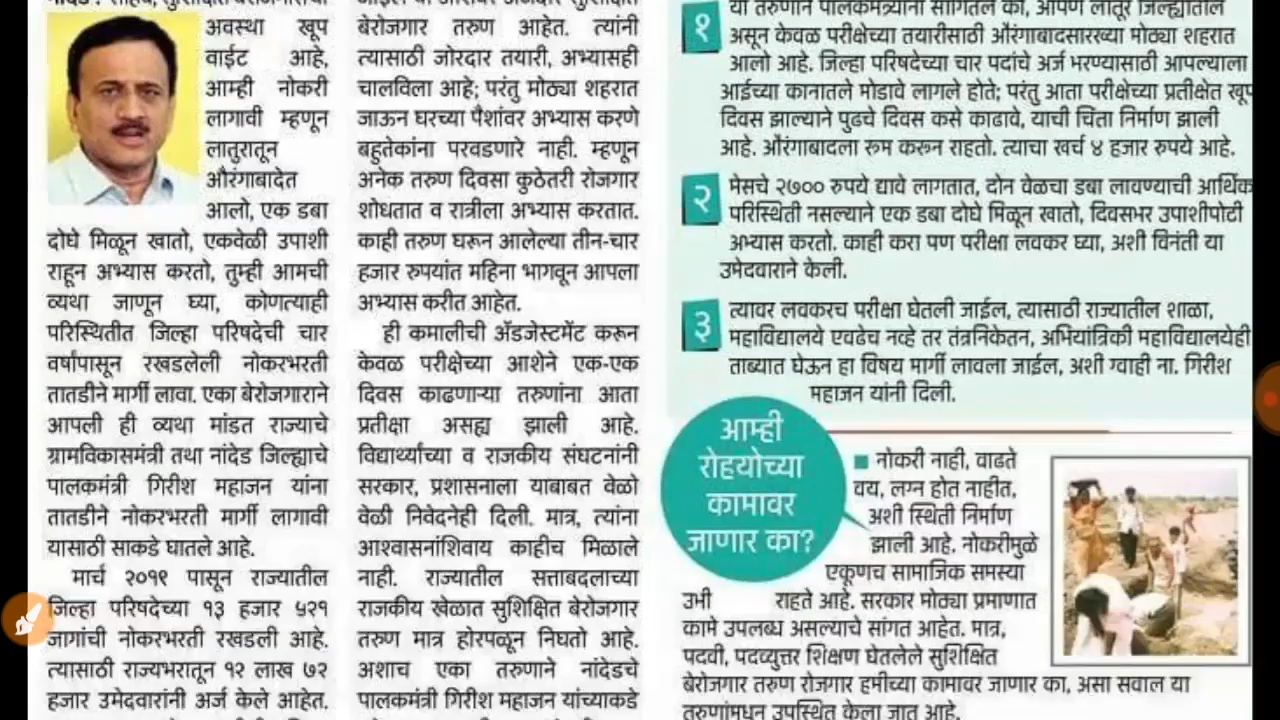 अवस्था खूप
वाईट आहे,
आम्ही नोकरी
लागावी म्हणून
लातुरातून
औरंगाबादेत
आलो, एक डबा
दोघे मिळून खातो, एकवेळी उपाशी
राहून अभ्यास करतो, तुम्ही आमची
व्यथा जाणून घ्या, कोणत्याही
परिस्थितीत जिल्हा परिषदेची चार
वर्षांपासून रखडलेली नोकरभरती
तातडीने मार्गी लावा. एका बेरोजगाराने
आपली ही व्यथा मांडत राज्याचे
ग्रामविकासमंत्री तथा नांदेड जिल्ह्याचे
पालकमंत्री गिरीश महाजन यांना
तातडीने नोकरभरती मार्गी लागावी
यासाठी साकडे घातले आहे.
मार्च २०१९ पासून राज्यातील
जिल्हा परिषदेच्या १३ हजार ५२१
जागांची नोकरभरती रखडली आहे.
त्यासाठी राज्यभरातून १२ लाख ७२
हजार उमेदवारांनी अर्ज केले आहेत.
बेरोजगार तरुण आहेत. त्यांनी
त्यासाठी जोरदार तयारी, अभ्यासही
चालविला आहे; परंतु मोठ्या शहरात
जाऊन घरच्या पैशांवर अभ्यास करणे
बहुतेकांना परवडणारे नाही. म्हणून
अनेक तरुण दिवसा कुठेतरी रोजगार
शोधतात व रात्रीला अभ्यास करतात.
काही तरुण घरून आलेल्या तीन-चार
हजार रुपयांत महिना भागवून आपला
अभ्यास करीत आहेत.
ही कमालीची ॲडजेस्टमेंट करून
केवळ परीक्षेच्या आशेने एक-एक
दिवस काढणाऱ्या तरुणांना आता
प्रतीक्षा असह्य झाली आहे.
विद्यार्थ्यांच्या व राजकीय संघटनांनी
सरकार, प्रशासनाला याबाबत वेळो
वेळी निवेदनेही दिली. मात्र, त्यांना
आश्वासनांशिवाय काहीच मिळाले
नाही. राज्यातील सत्ताबदलाच्या
राजकीय खेळात सुशिक्षित बेरोजगार
तरुण मात्र होरपळून निघतो आहे.
अशाच एका तरुणाने नांदेडचे
पालकमंत्री गिरीश महाजन यांच्याकडे
१
या तरुणाने पालकमंत्र्यांना सांगितले की, आपण लातूर जिल्ह्यातील
असून केवळ परीक्षेच्या तयारीसाठी औरंगाबादसारख्या मोठ्या शहरात
आलो आहे. जिल्हा परिषदेच्या चार पदांचे अर्ज भरण्यासाठी आपल्याला
आईच्या कानातले मोडावे लागले होते; परंतु आता परीक्षेच्या प्रतीक्षेत खूप
दिवस झाल्याने पुढचे दिवस कसे काढावे, याची चिंता निर्माण झाली
आहे. औरंगाबादला रूम करून राहतो. त्याचा खर्च ४ हजार रुपये आहे.
२
मेसचे २७०० रुपये द्यावे लागतात, दोन वेळचा डबा लावण्याची आर्थिक
परिस्थिती नसल्याने एक डबा दोघे मिळून खातो, दिवसभर उपाशीपोटी
अभ्यास करतो. काही करा पण परीक्षा लवकर घ्या, अशी विनंती या
उमेदवाराने केली.
३
त्यावर लवकरच परीक्षा घेतली जाईल, त्यासाठी राज्यातील शाळा,
महाविद्यालये एवढेच नव्हे तर तंत्रनिकेतन, अभियांत्रिकी महाविद्यालयेही
ताब्यात घेऊन हा विषय मार्गी लावला जाईल, अशी ग्वाही ना. गिरीश
महाजन यांनी दिली.
आम्ही
रोहयोच्या
कामावर
जाणार का?
नोकरी नाही, वाढते
वय, लग्न होत नाहीत,
अशी स्थिती निर्माण
झाली आहे. नोकरीमुळे
एकूणच सामाजिक समस्या
उभी राहते आहे. सरकार मोठ्या प्रमाणात
कामे उपलब्ध असल्याचे सांगत आहेत. मात्र,
पदवी, पदव्युत्तर शिक्षण घेतलेले सुशिक्षित
बेरोजगार तरुण रोजगार हमीच्या कामावर जाणार का, असा सवाल या
तरुणांमधून उपस्थित केला जात आहे.